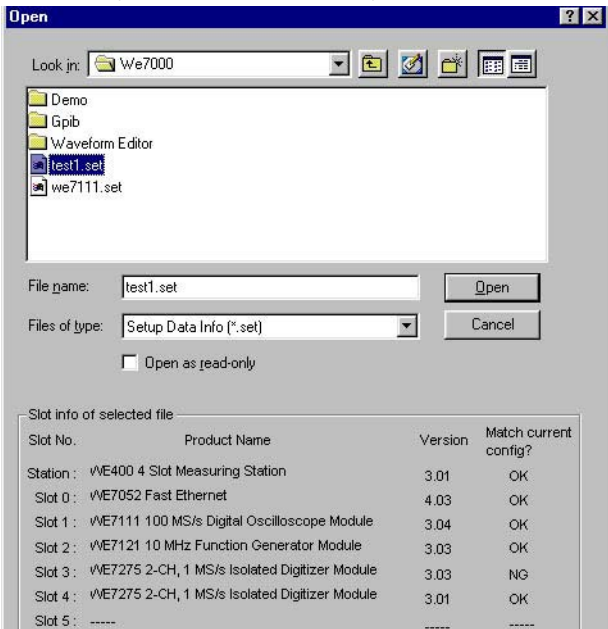 Open
Look in: We7000
Demo
Gpib
Waveform Editor
test1.set
we7111.set
File name: test1.set Open
Files of type: Setup Data Info (*.set) Cancel
Open as read-only
Slot info of selected file
Slot No. Product Name Version Match current config?
Station : WE400 4 Slot Measuring Station 3.01 OK
Slot 0 : WE7052 Fast Ethernet 4.03 OK
Slot 1 : WE7111 100 MS/s Digital Oscilloscope Module 3.04 OK
Slot 2 : WE7121 10 MHz Function Generator Module 3.03 OK
Slot 3 : WE7275 2-CH, 1 MS/s Isolated Digitizer Module 3.03 NG
Slot 4 : WE7275 2-CH, 1 MS/s Isolated Digitizer Module 3.01 OK
Slot 5 : ----- ----- -----